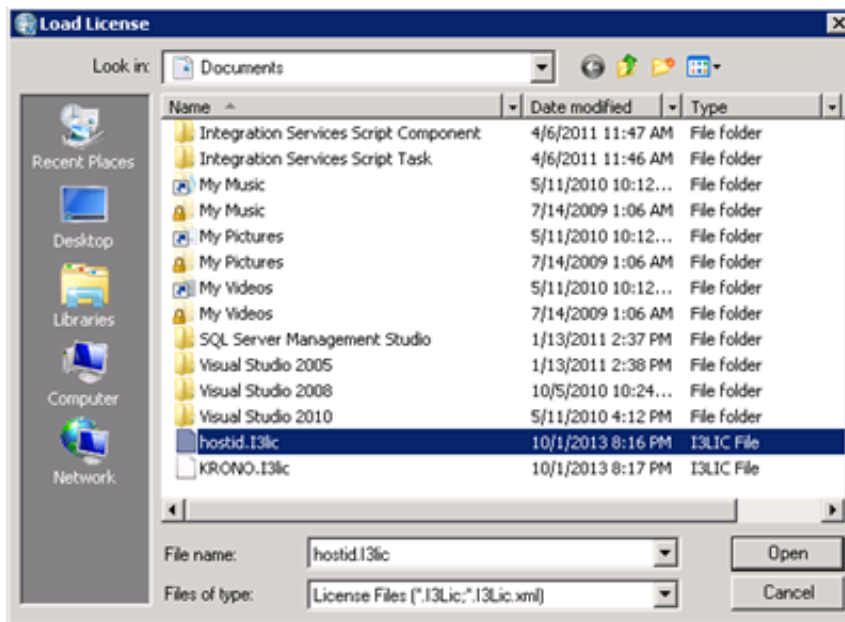 Load License
Look in: Documents
Name Date modified Type
Integration Services Script Component 4/6/2011 11:47 AM File folder
Integration Services Script Task 4/6/2011 11:46 AM File folder
My Music 5/11/2010 10:12... File folder
My Music 7/14/2009 1:06 AM File folder
My Pictures 5/11/2010 10:12... File folder
My Pictures 7/14/2009 1:06 AM File folder
My Videos 5/11/2010 10:12... File folder
My Videos 7/14/2009 1:06 AM File folder
SQL Server Management Studio 1/13/2011 2:37 PM File folder
Visual Studio 2005 1/13/2011 2:38 PM File folder
Visual Studio 2008 10/5/2010 10:24... File folder
Visual Studio 2010 5/11/2010 4:12 PM File folder
hostid.I3lic 10/1/2013 8:16 PM I3LIC File
KRONO.I3lic 10/1/2013 8:17 PM I3LIC File
Recent Places
Desktop
Libraries
Computer
Network
File name: hostid.I3lic Open
Files of type: License Files (*.I3Lic;*.I3Lic.xml) Cancel